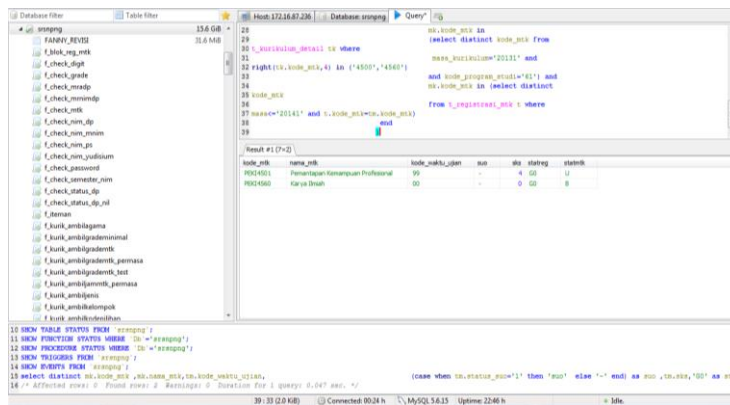 Database filter
Table filter
Host: 172.16.87.236
Database: srsnpng
Query*
srsnpng 15.6 GiB
FANNY_REVISI 31.6 MiB
f_blok_reg_mtk
f_check_digit
f_check_grade
f_check_mradp
f_check_mrnimdp
f_check_mtk
f_check_nim_dp
f_check_nim_mnim
f_check_nim_ps
f_check_nim_yudisium
f_check_password
f_check_semester_nim
f_check_status_dp
f_check_status_dp_nil
f_iteman
f_kurik_ambilagama
f_kurik_ambilgrademinimal
f_kurik_ambilgrademtk
f_kurik_ambilgrademtk_permasa
f_kurik_ambilgrademtk_test
f_kurik_ambiljammtk_permasa
f_kurik_ambiljenis
f_kurik_ambilkelompok
f_kurik_ambilkodepilihan
28 mk.kode_mtk in
29 (select distinct kode_mtk from
30 t_kurikulum_detail tk where
31 masa_kurikulum='20131' and
32 right(tk.kode_mtk,4) in ('4500','4560')
33 and kode_program_studi='61') and
34 mk.kode_mtk in (select distinct
35 kode_mtk
36 from t_registrasi_mtk t where
37 masa<='20141' and t.kode_mtk=tm.kode_mtk)
38 end
39 )
Result #1 (7×2)
kode_mtk nama_mtk kode_waktu_ujian suo sks statreg statmtk
PEKI4501 Pemantapan Kemampuan Profesional 99 - 4 G0 U
PEKI4560 Karya Ilmiah 00 - 0 G0 B
10 SHOW TABLE STATUS FROM `srsnpng`;
11 SHOW FUNCTION STATUS WHERE `Db`='srsnpng';
12 SHOW PROCEDURE STATUS WHERE `Db`='srsnpng';
13 SHOW TRIGGERS FROM `srsnpng`;
14 SHOW EVENTS FROM `srsnpng`;
15 select distinct mk.kode_mtk ,mk.nama_mtk,tm.kode_waktu_ujian, (case when tm.status_suo='1' then 'suo' else '-' end) as suo ,tm.sks,'G0' as st
16 /* Affected rows: 0 Found rows: 2 Warnings: 0 Duration for 1 query: 0.047 sec. */
39 : 33 (2.0 KiB) Connected: 00:24 h MySQL 5.6.15 Uptime: 22:46 h Idle.